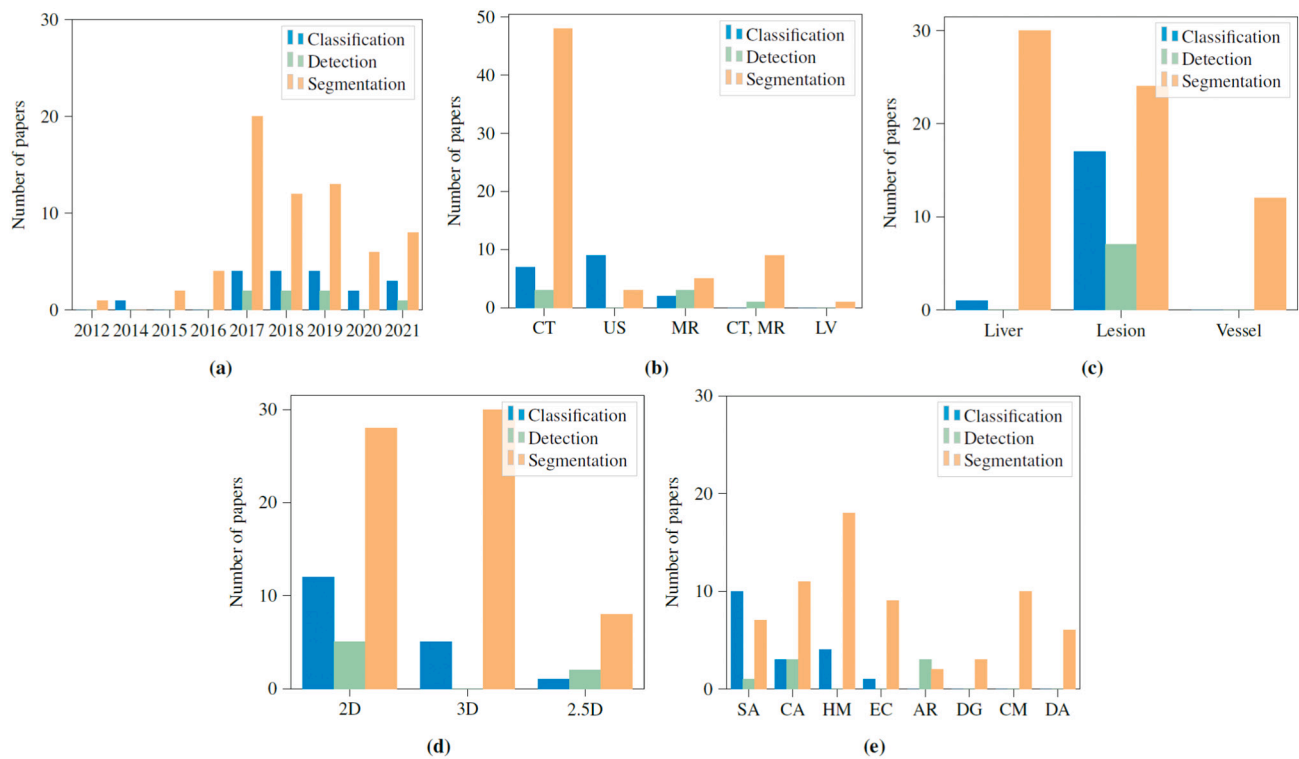 30
20
10
0
Number of papers
Classification
Detection
Segmentation
2012 2014 2015 2016 2017 2018 2019 2020 2021
(a)
50
40
30
20
10
0
Number of papers
Classification
Detection
Segmentation
CT US MR CT, MR LV
(b)
30
20
10
0
Number of papers
Classification
Detection
Segmentation
Liver Lesion Vessel
(c)
30
20
10
0
Number of papers
Classification
Detection
Segmentation
2D 3D 2.5D
(d)
30
20
10
0
Number of papers
Classification
Detection
Segmentation
SA CA HM EC AR DG CM DA
(e)